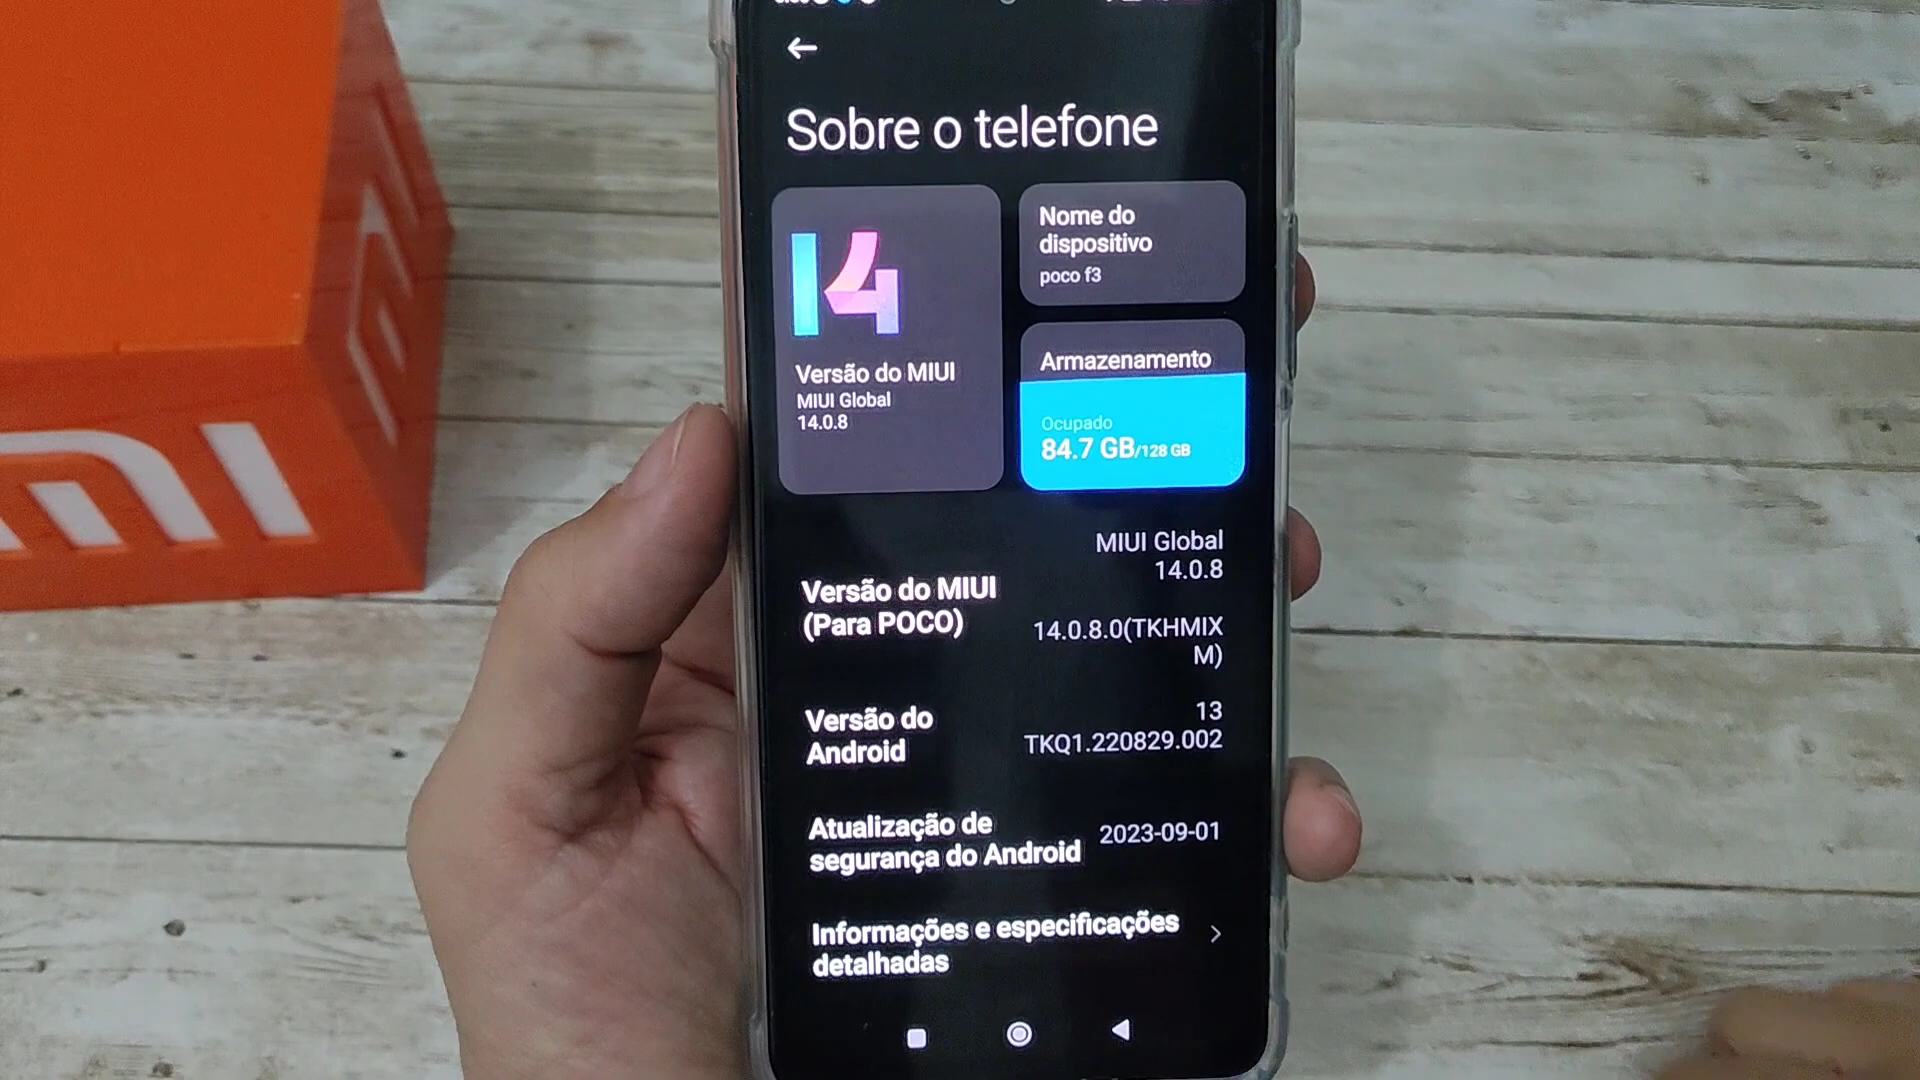 Sobre o telefone
14
Versão do MIUI
MIUI Global
14.0.8
Nome do
dispositivo
poco f3
Armazenamento
Ocupado
84.7 GB/128 GB
Versão do MIUI
(Para POCO)
MIUI Global
14.0.8
14.0.8.0(TKHMIX
M)
Versão do
Android
13
TKQ1.220829.002
Atualização de
segurança do Android
2023-09-01
Informações e especificações
detalhadas